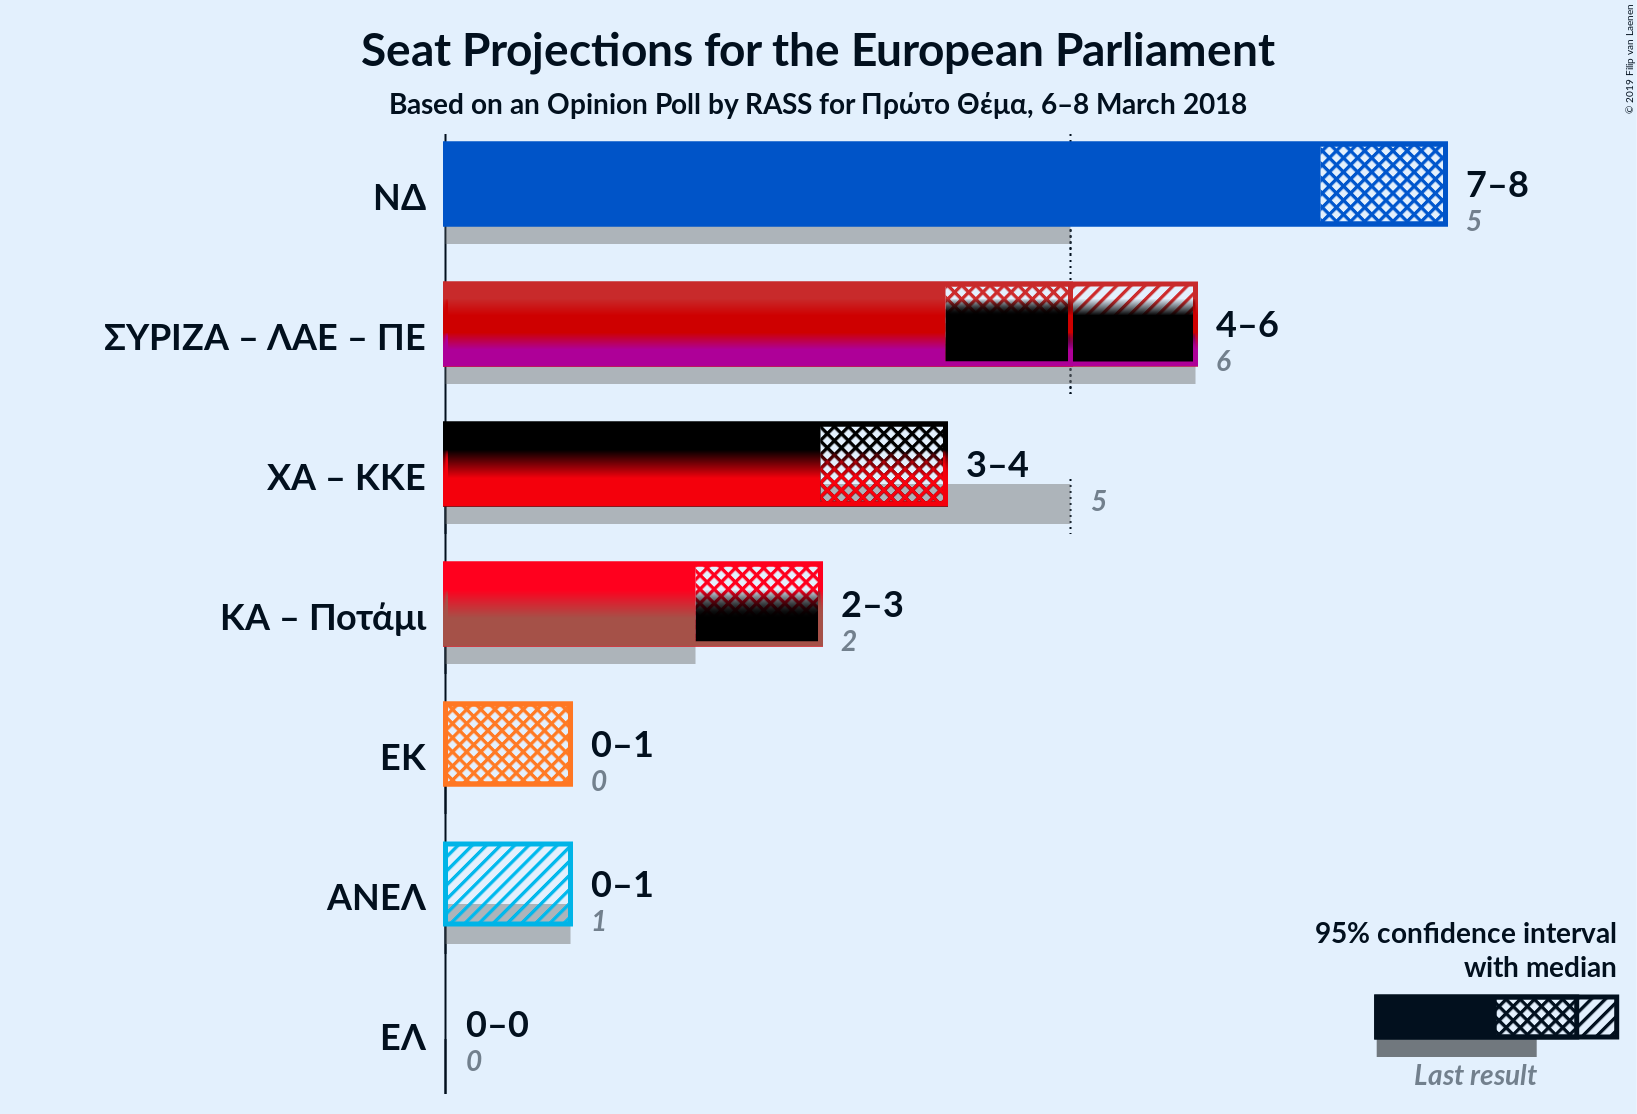 Seat Projections for the European Parliament
Based on an Opinion Poll by RASS for Πρώτο Θέμα, 6–8 March 2018
© 2019 Filip van Laenen
ΝΔ
7–8
5
ΣΥΡΙΖΑ – ΛΑΕ – ΠΕ
4–6
6
ΧΑ – ΚΚΕ
3–4
5
ΚΑ – Ποτάμι
2–3
2
ΕΚ
0–1
0
ΑΝΕΛ
0–1
1
ΕΛ
0–0
0
95% confidence interval
with median
Last result